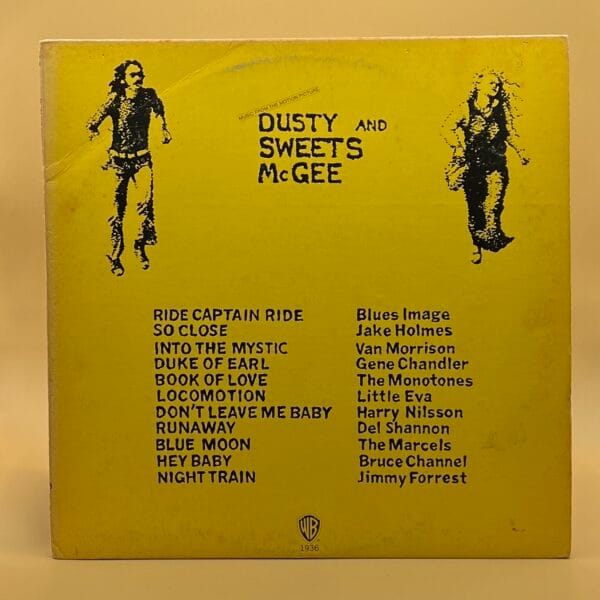 MUSIC FROM THE MOTION PICTURE
DUSTY AND
SWEETS
McGEE
RIDE CAPTAIN RIDE Blues Image
SO CLOSE Jake Holmes
INTO THE MYSTIC Van Morrison
DUKE OF EARL Gene Chandler
BOOK OF LOVE The Monotones
LOCOMOTION Little Eva
DON'T LEAVE ME BABY Harry Nilsson
RUNAWAY Del Shannon
BLUE MOON The Marcels
HEY BABY Bruce Channel
NIGHT TRAIN Jimmy Forrest
WB
1936